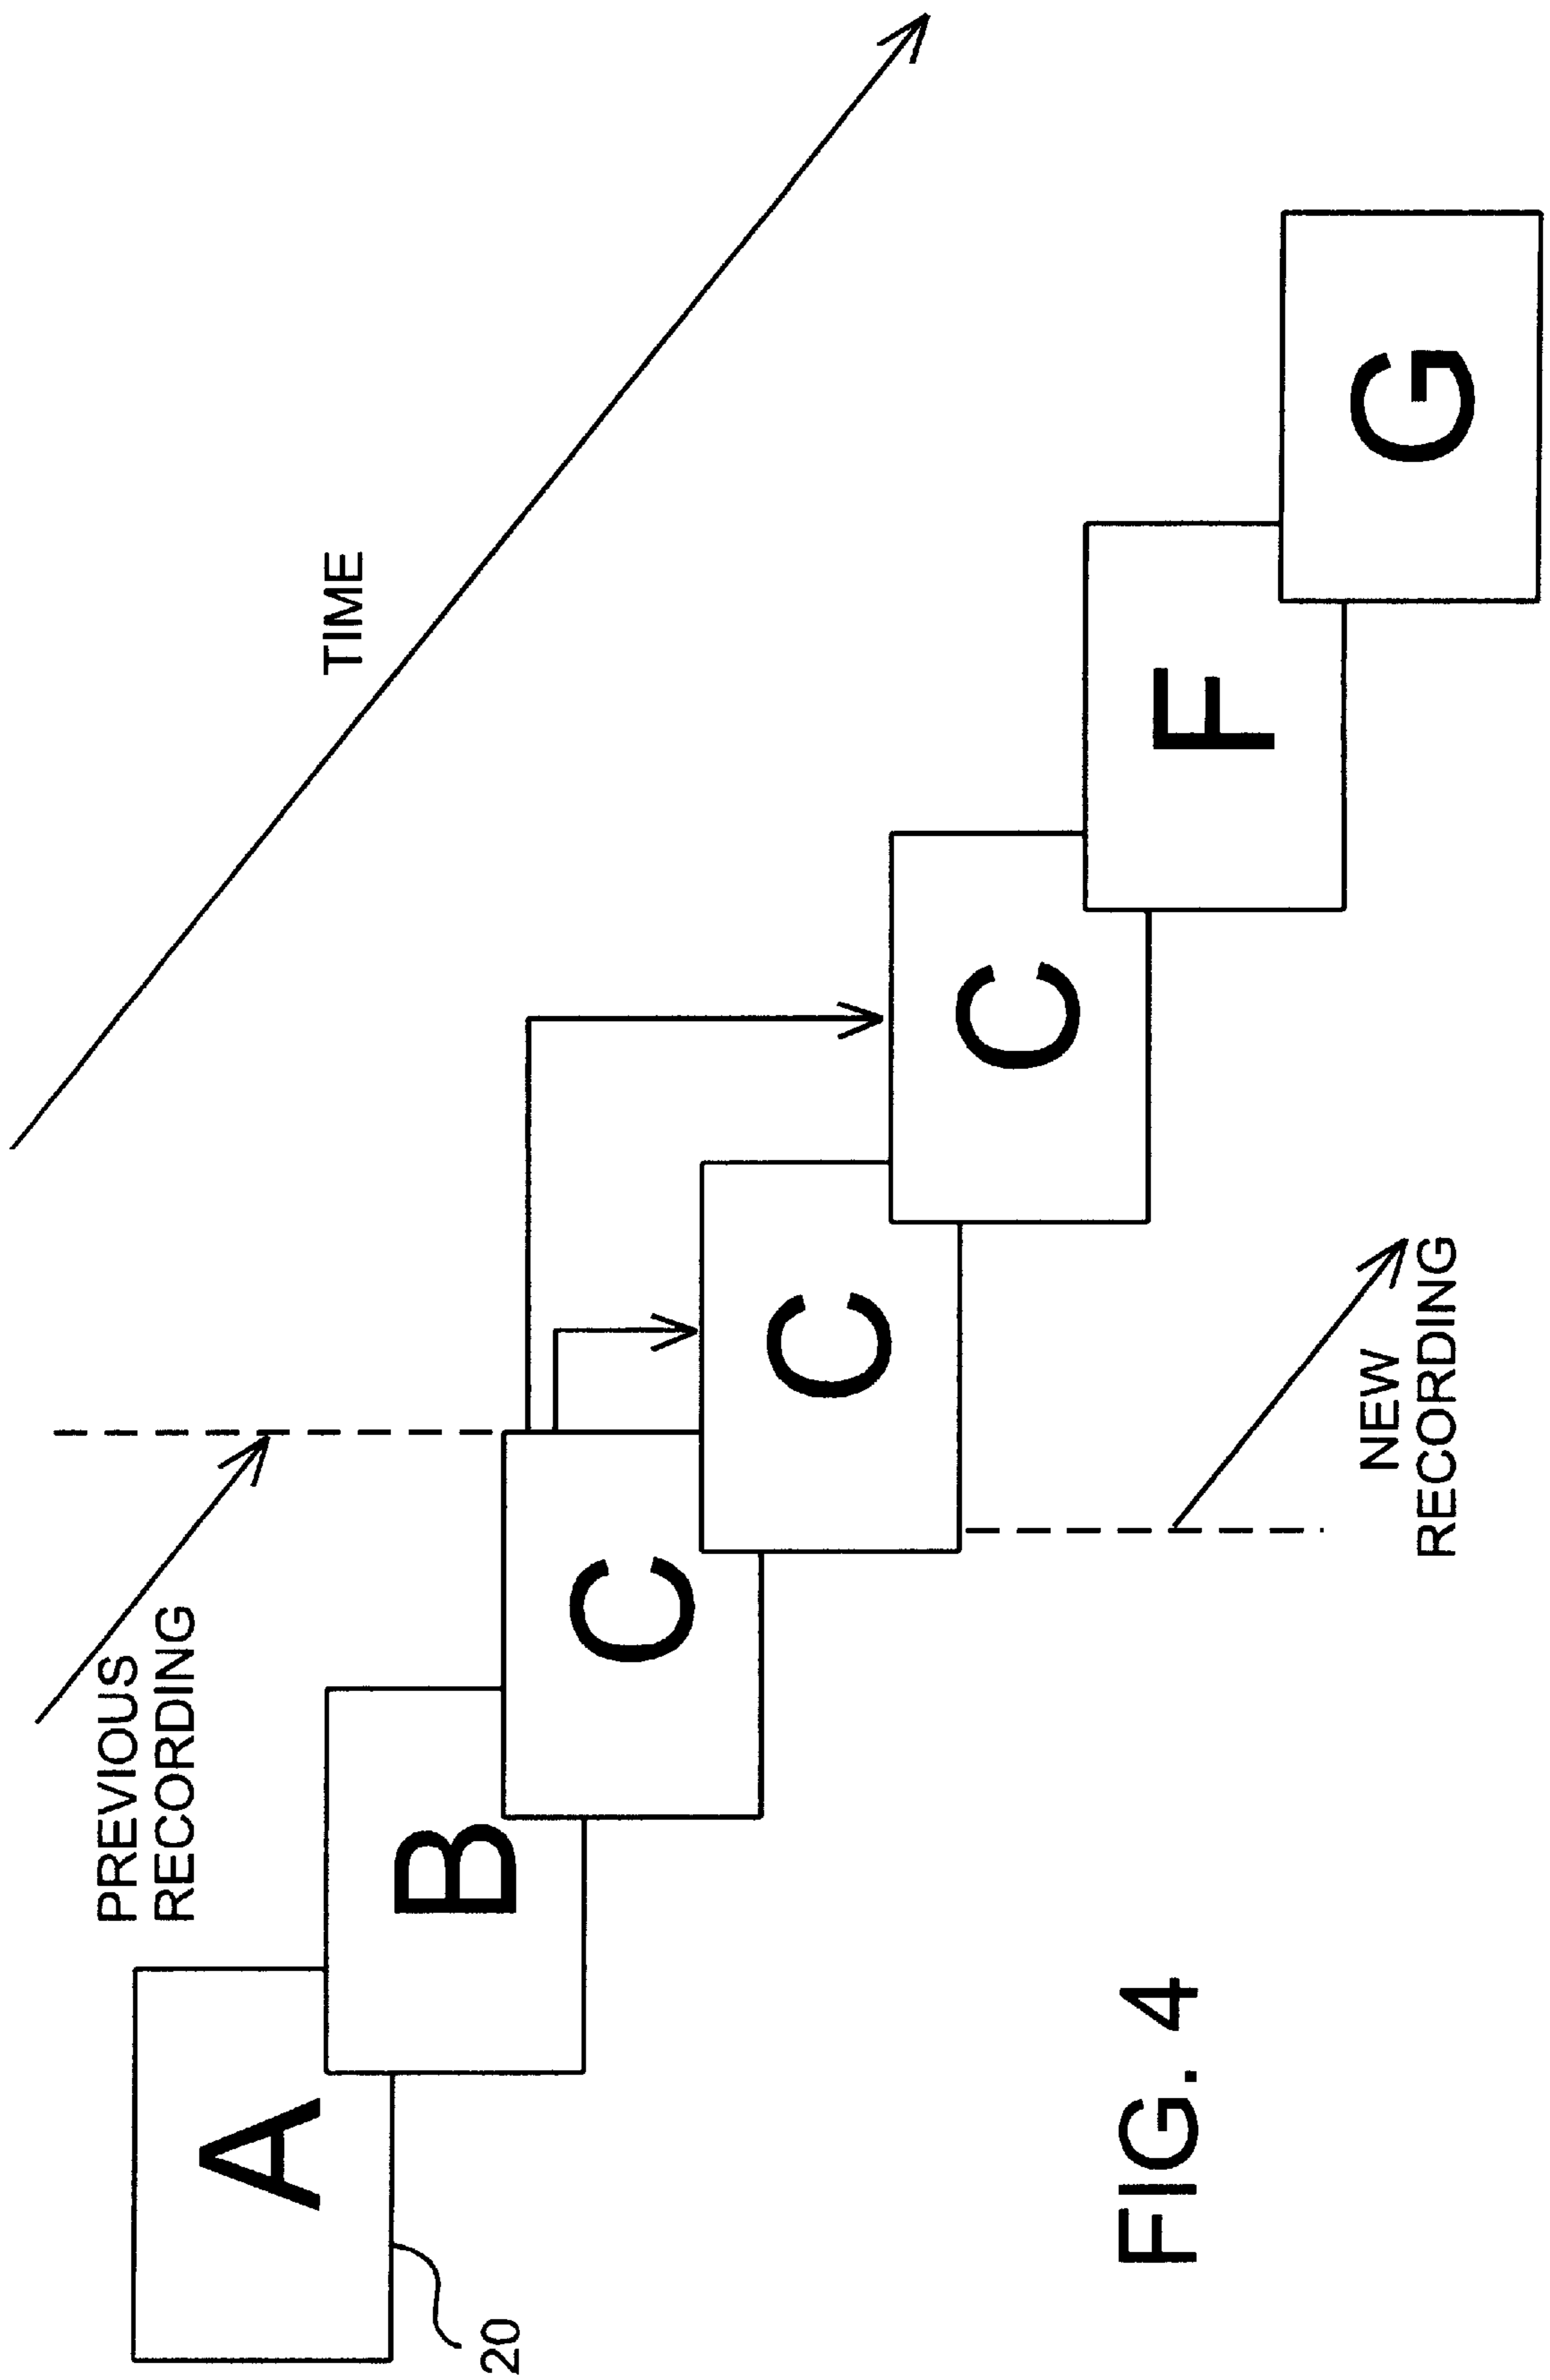 TIME
PREVIOUS
RECORDING
A
B
C
C
C
F
G
20
NEW
RECORDING
FIG. 4